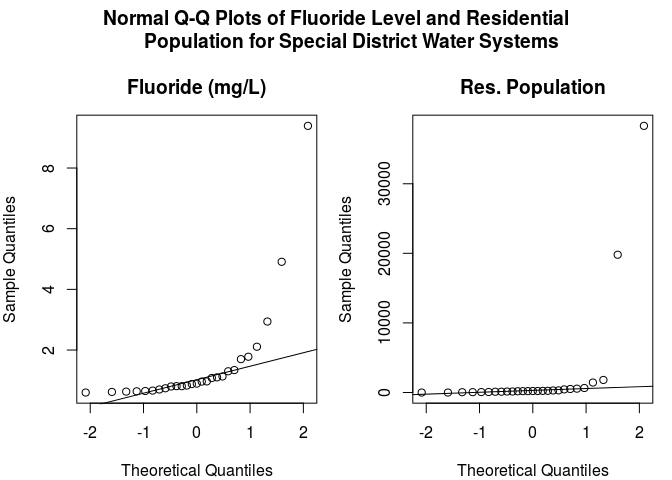 Normal Q-Q Plots of Fluoride Level and Residential
Population for Special District Water Systems
Fluoride (mg/L)
Sample Quantiles
2
4
6
8
-2
-1
0
1
2
Theoretical Quantiles
Res. Population
Sample Quantiles
0
10000
20000
30000
-2
-1
0
1
2
Theoretical Quantiles